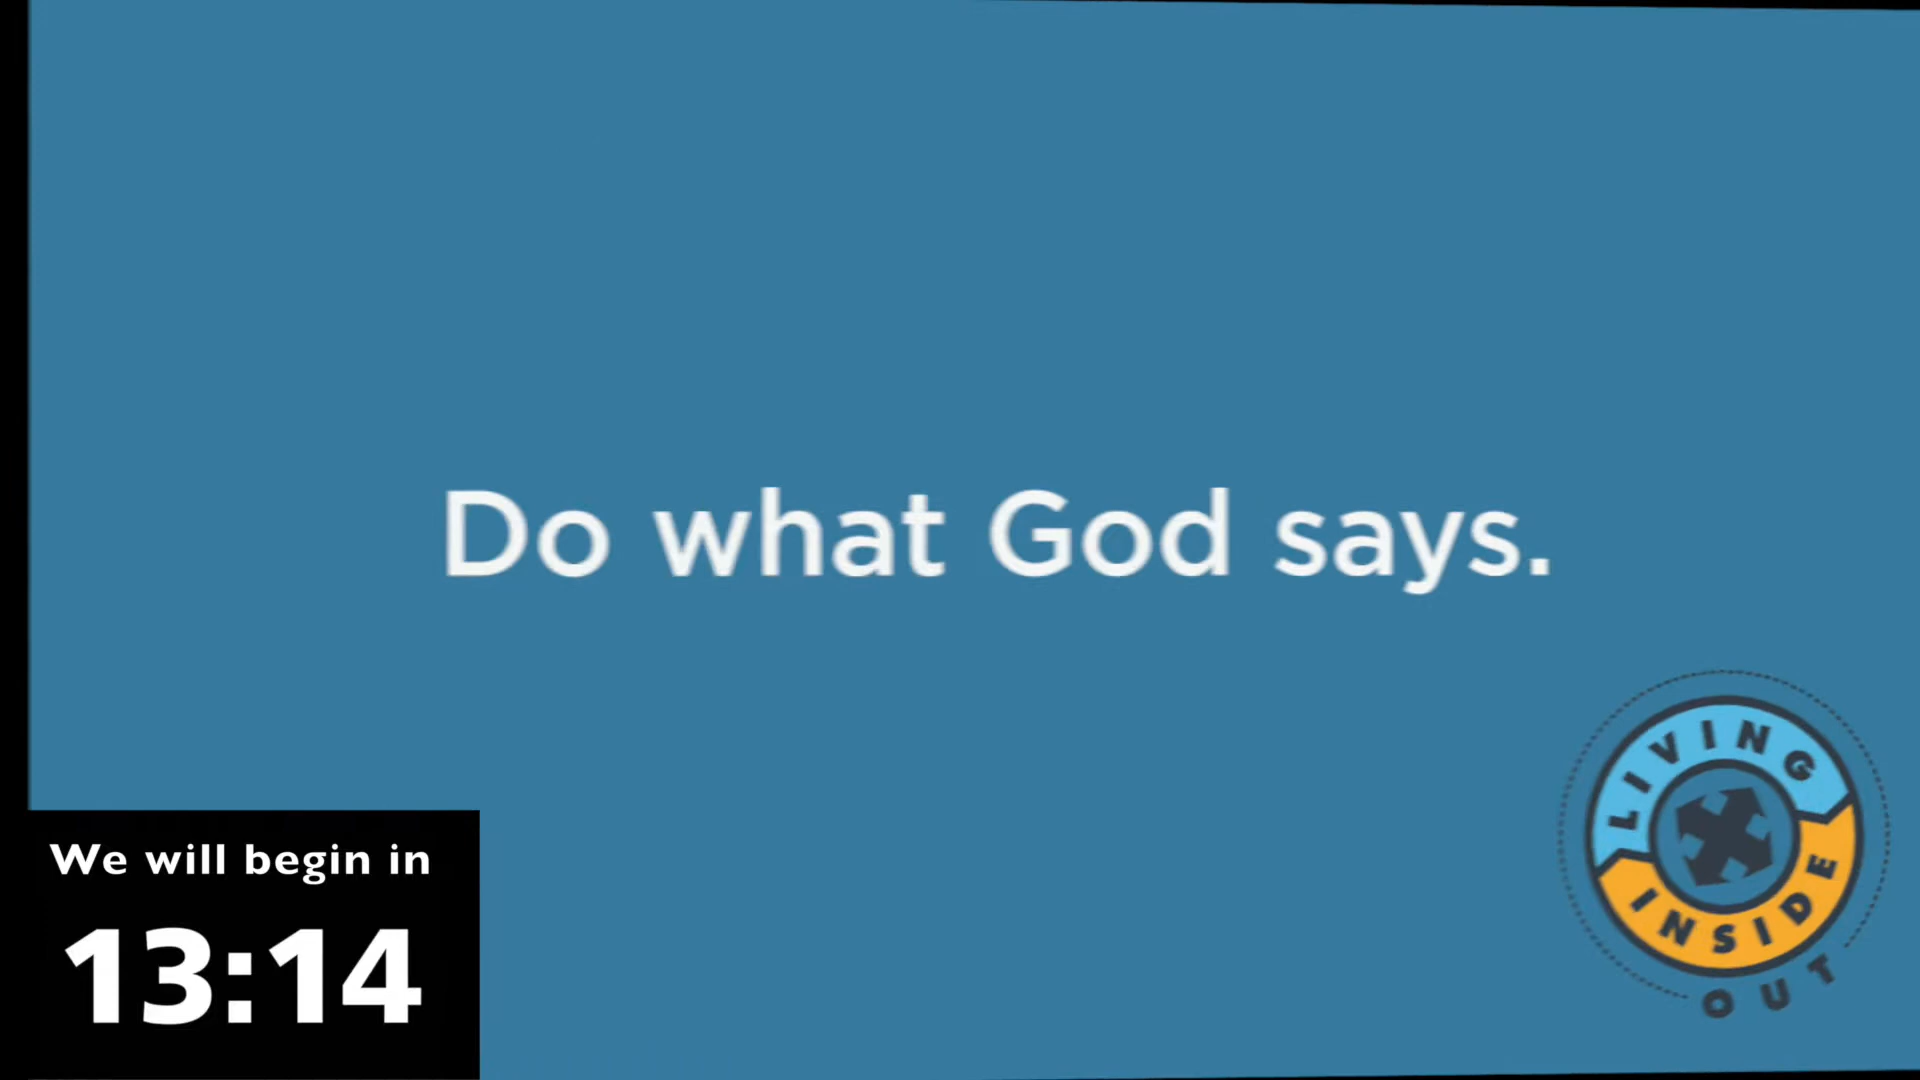 Do what God says.
We will begin in
13:14
LIVING
INSIDE
OUT